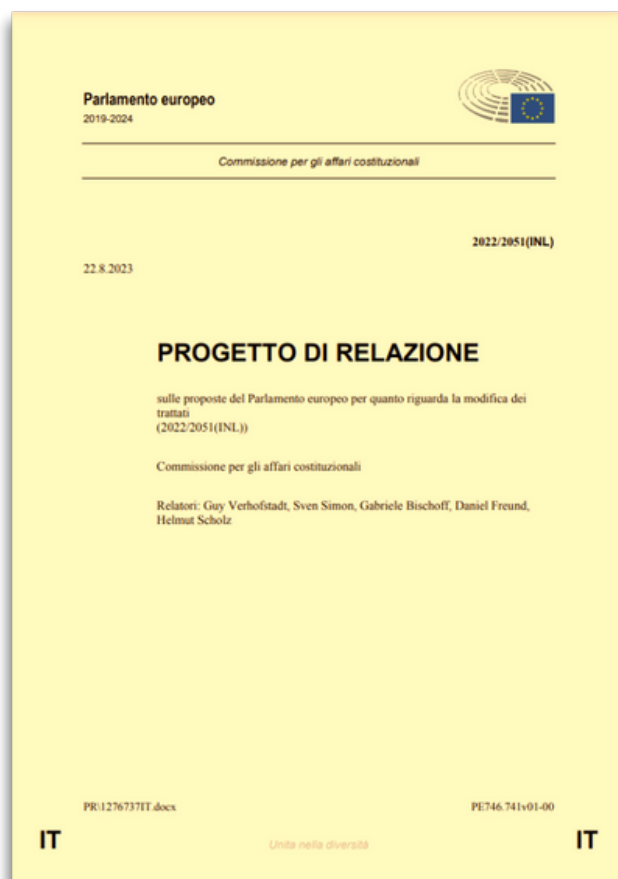 Parlamento europeo
2019-2024
Commissione per gli affari costituzionali
2022/2051(INL)
22.8.2023
PROGETTO DI RELAZIONE
sulle proposte del Parlamento europeo per quanto riguarda la modifica dei
trattati
(2022/2051(INL))
Commissione per gli affari costituzionali
Relatori: Guy Verhofstadt, Sven Simon, Gabriele Bischoff, Daniel Freund,
Helmut Scholz
PR\1276737IT.docx
PE746.741v01-00
IT
Unita nella diversità
IT